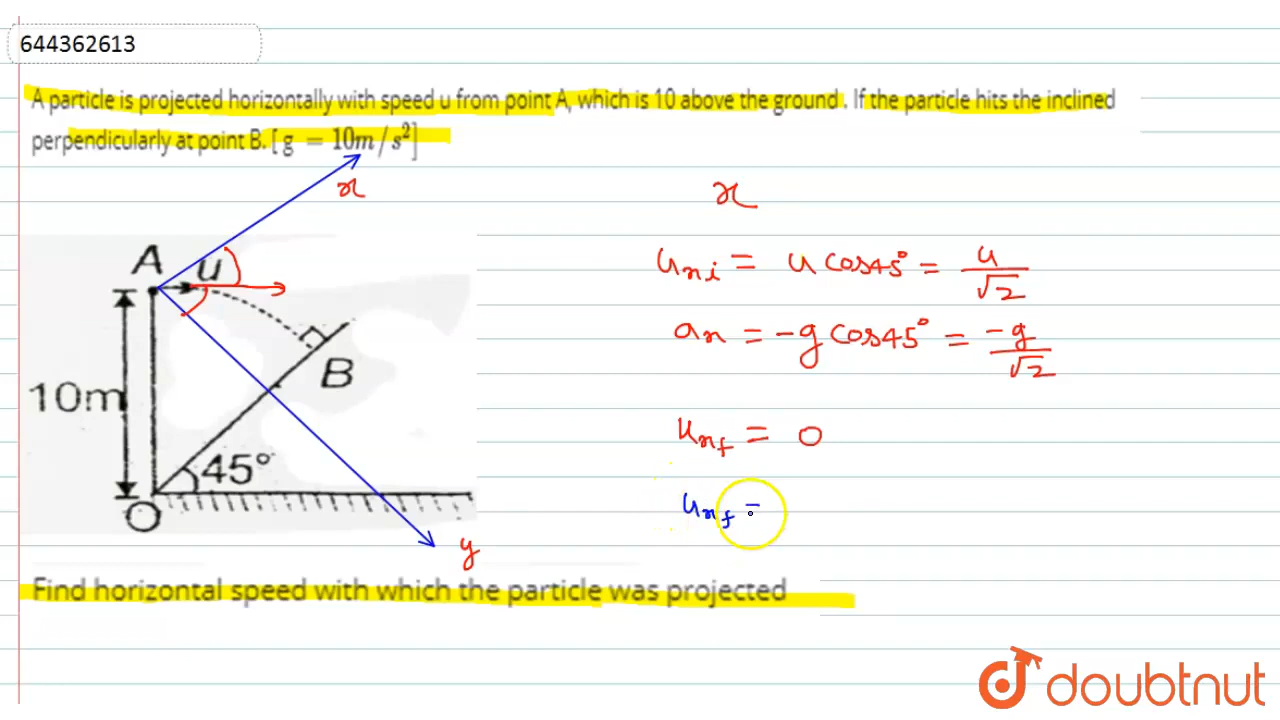 644362613
A particle is projected horizontally with speed u from point A, which is 10 above the ground . If the particle hits the inclined
perpendicularly at point B. [ g = 10m/s²]
x
x
A
u
u_xi = u cos45° = u/√2
a_x = -g cos45° = -g/√2
B
10m
u_xf = 0
45°
u_xf =
O
y
Find horizontal speed with which the particle was projected
doubtnut